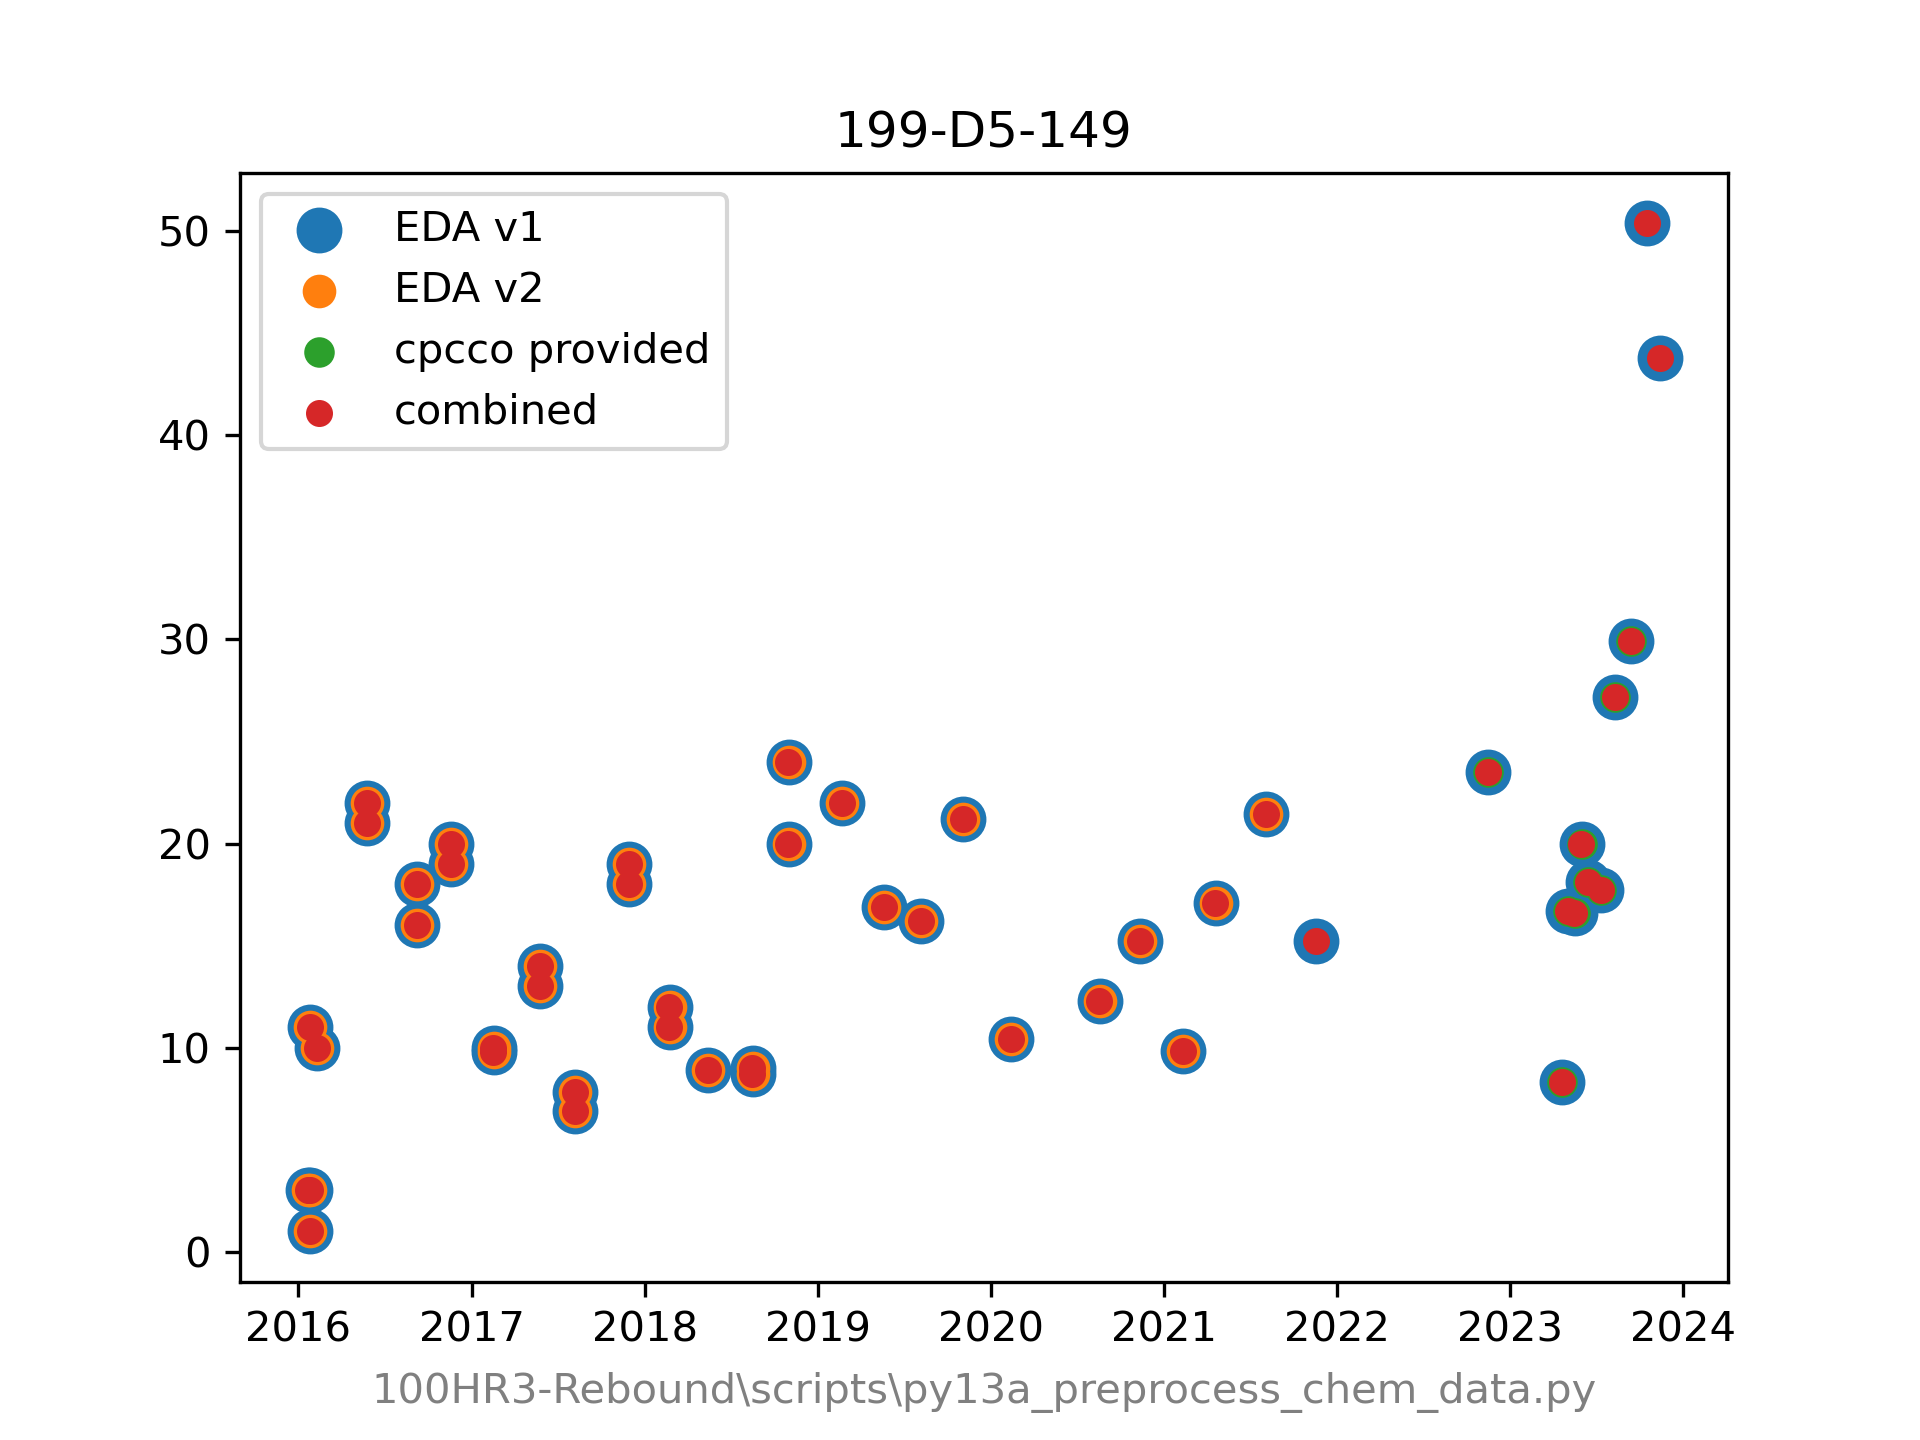 199-D5-149
EDA v1
EDA v2
cpcco provided
combined
50
40
30
20
10
0
2016 2017 2018 2019 2020 2021 2022 2023 2024
100HR3-Rebound\scripts\py13a_preprocess_chem_data.py